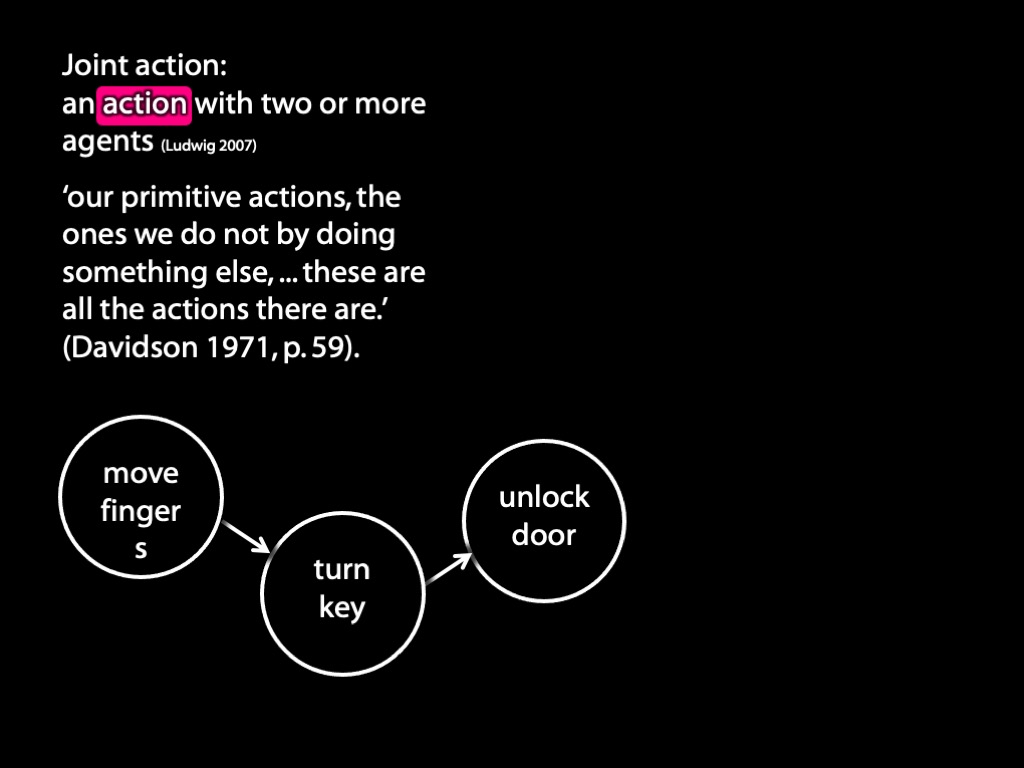 Joint action:
an action with two or more
agents (Ludwig 2007)
‘our primitive actions, the
ones we do not by doing
something else, ... these are
all the actions there are.’
(Davidson 1971, p. 59).
move
finger
s
turn
key
unlock
door